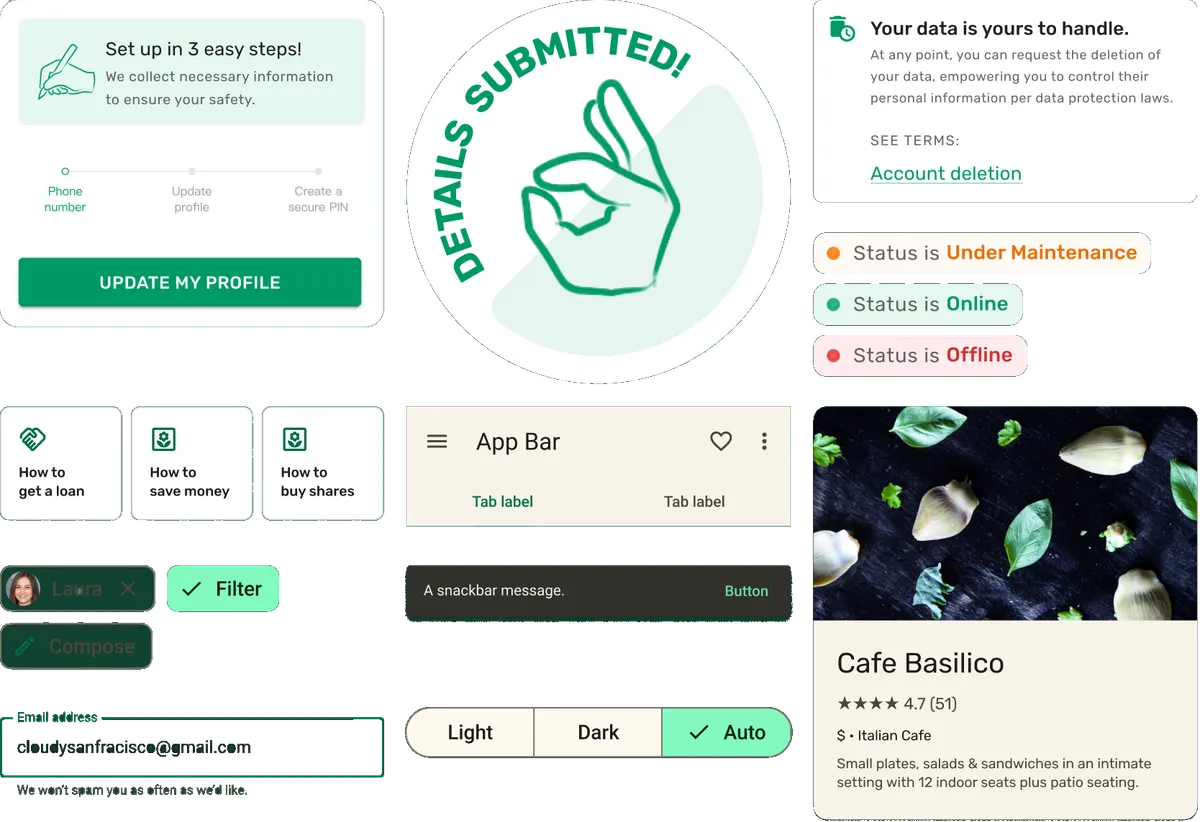 Set up in 3 easy steps!
We collect necessary information
to ensure your safety.
Phone
number
Update
profile
Create a
secure PIN
UPDATE MY PROFILE
DETAILS SUBMITTED!
Your data is yours to handle.
At any point, you can request the deletion of
your data, empowering you to control their
personal information per data protection laws.
SEE TERMS:
Account deletion
Status is Under Maintenance
Status is Online
Status is Offline
How to
get a loan
How to
save money
How to
buy shares
App Bar
Tab label
Tab label
Laura
Filter
Compose
A snackbar message.
Button
Email address
cloudysanfracisco@gmail.com
We won't spam you as often as we'd like.
Light
Dark
Auto
Cafe Basilico
★★★★ 4.7 (51)
$ • Italian Cafe
Small plates, salads & sandwiches in an intimate
setting with 12 indoor seats plus patio seating.